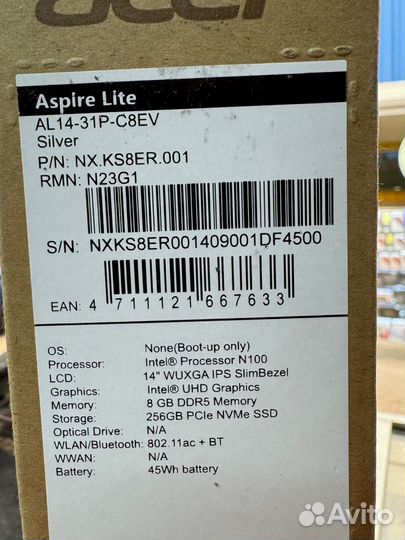 acer
Aspire Lite
AL14-31P-C8EV
Silver
P/N: NX.KS8ER.001
RMN: N23G1
S/N: NXKS8ER001409001DF4500
EAN: 4 711121 667633
OS: None(Boot-up only)
Processor: Intel® Processor N100
LCD: 14" WUXGA IPS SlimBezel
Graphics: Intel® UHD Graphics
Memory: 8 GB DDR5 Memory
Storage: 256GB PCIe NVMe SSD
Optical Drive: N/A
WLAN/Bluetooth: 802.11ac + BT
WWAN: N/A
Battery: 45Wh battery
Avito